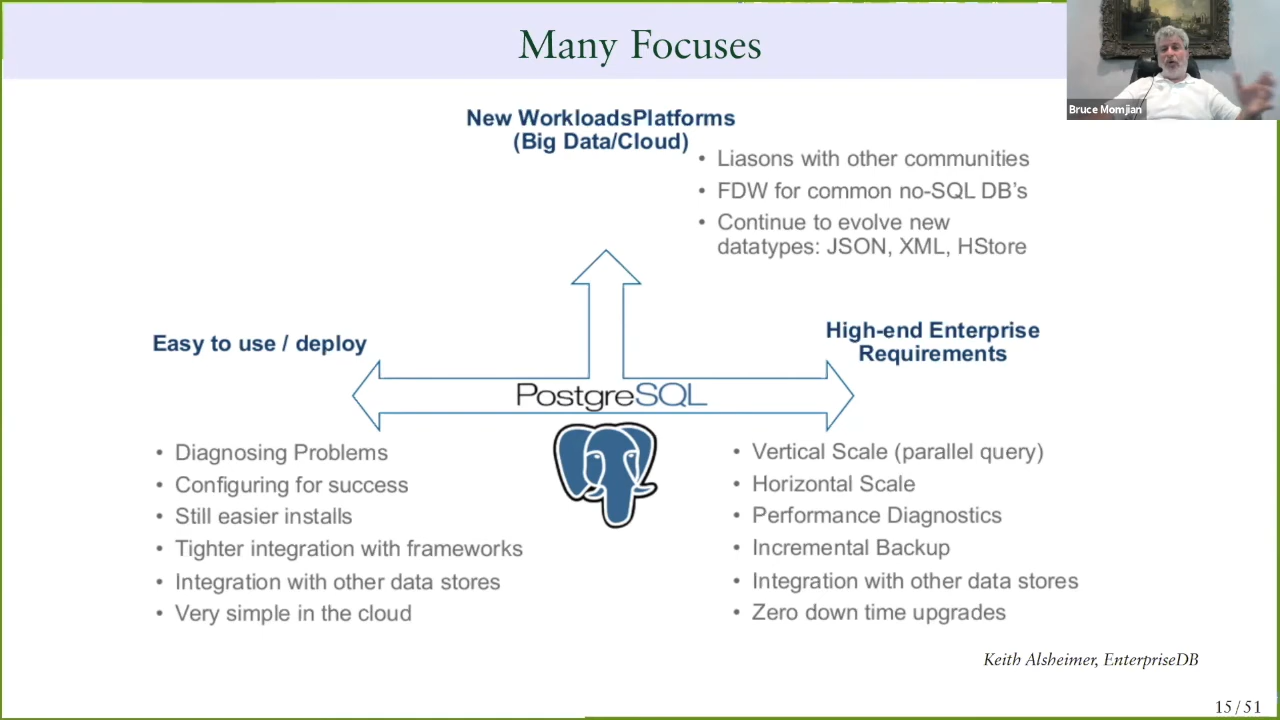 Many Focuses
Bruce Momjian
New WorkloadsPlatforms
(Big Data/Cloud)
• Liasons with other communities
• FDW for common no-SQL DB's
• Continue to evolve new
datatypes: JSON, XML, HStore
Easy to use / deploy
High-end Enterprise
Requirements
PostgreSQL
• Diagnosing Problems
• Configuring for success
• Still easier installs
• Tighter integration with frameworks
• Integration with other data stores
• Very simple in the cloud
• Vertical Scale (parallel query)
• Horizontal Scale
• Performance Diagnostics
• Incremental Backup
• Integration with other data stores
• Zero down time upgrades
Keith Alsheimer, EnterpriseDB
15 / 51